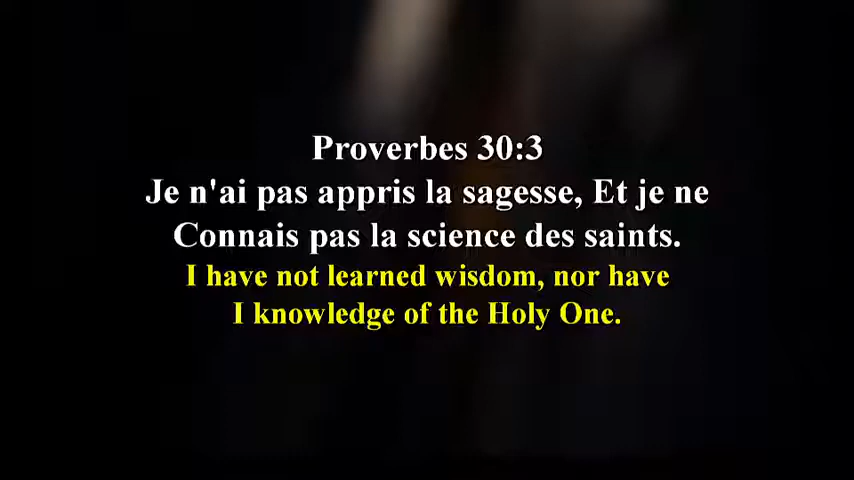 Proverbes 30:3
Je n'ai pas appris la sagesse, Et je ne
Connais pas la science des saints.
I have not learned wisdom, nor have
I knowledge of the Holy One.